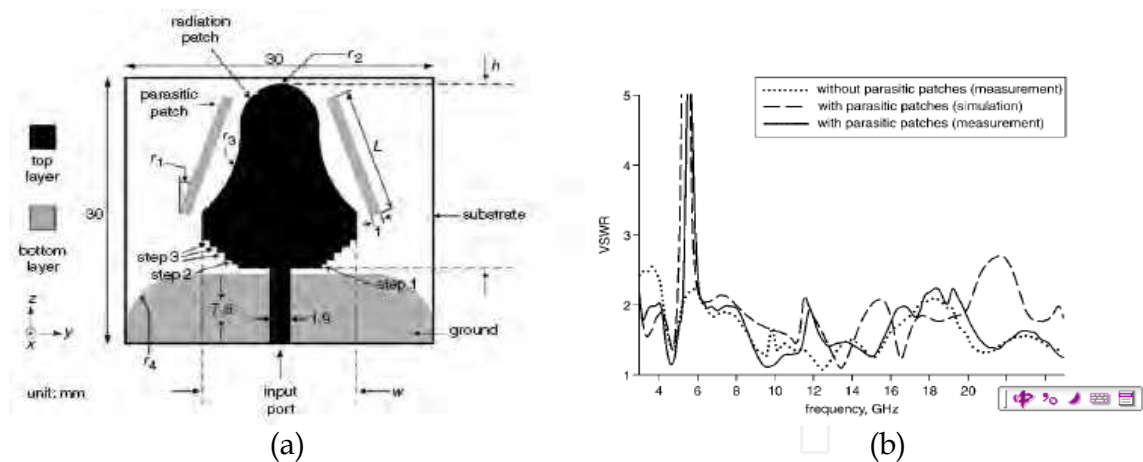 radiation
patch
30
r2
h
parasitic
patch
r3
L
r1
top
layer
30
substrate
1
bottom
layer
step 3
step 2
step 1
z
7.8
1.9
y
x
ground
r4
unit: mm
input
port
w
(a)
without parasitic patches (measurement)
with parasitic patches (simulation)
with parasitic patches (measurement)
5
4
3
2
1
VSWR
4 6 8 10 12 14 16 18 20
frequency, GHz
(b)